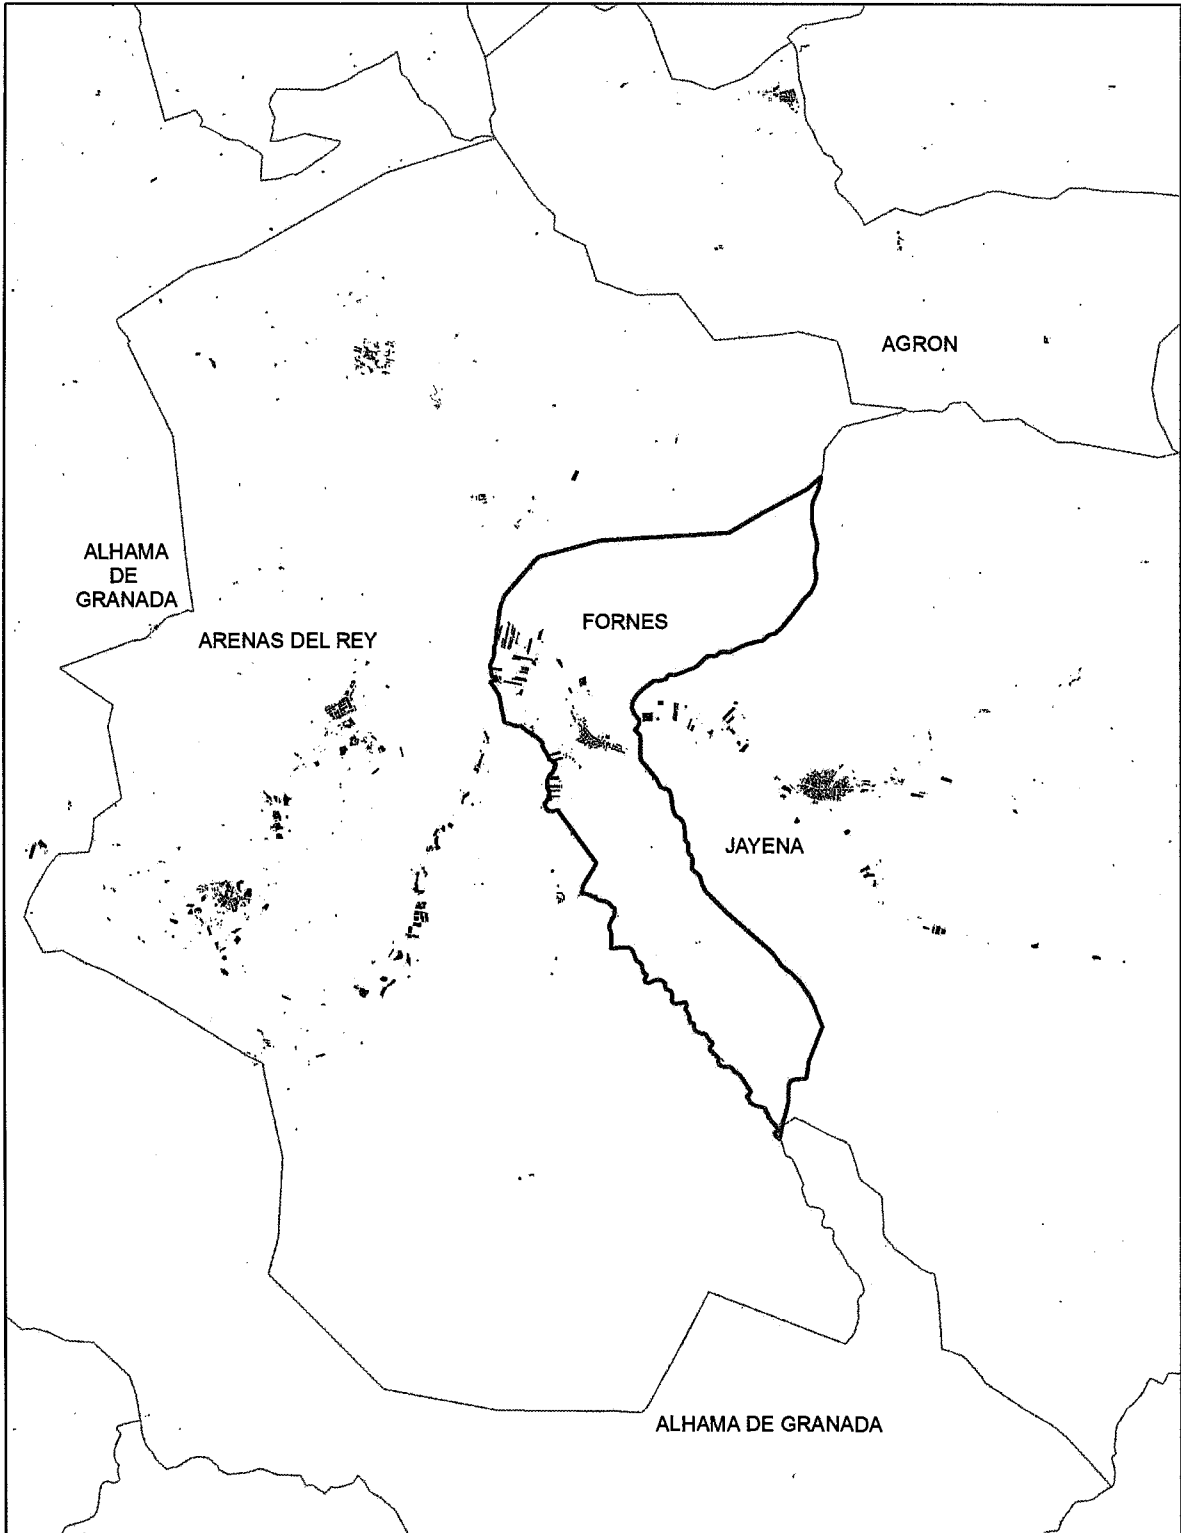 AGRON
ALHAMA
DE
GRANADA
ARENAS DEL REY
FORNES
JAYENA
ALHAMA DE GRANADA